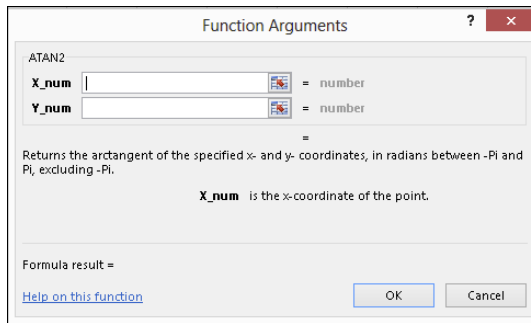 Function Arguments ? ×
ATAN2
X_num = number
Y_num = number
=
Returns the arctangent of the specified x- and y- coordinates, in radians between -Pi and
Pi, excluding -Pi.
X_num is the x-coordinate of the point.
Formula result =
Help on this function OK Cancel